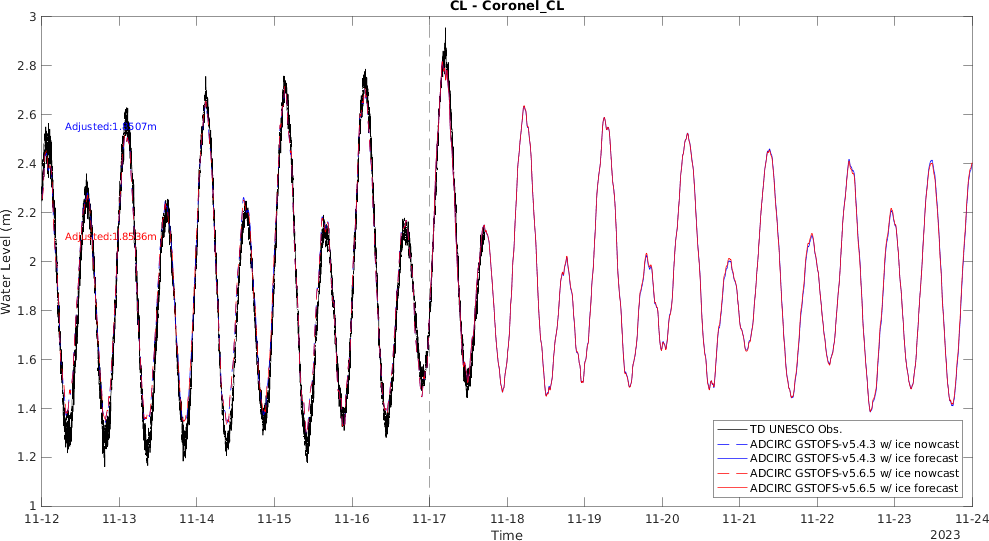 CL - Coronel_CL
3
2.8
2.6
2.4
2.2
2
1.8
1.6
1.4
1.2
1
Water Level (m)
Adjusted:1.8507m
Adjusted:1.8536m
TD UNESCO Obs.
ADCIRC GSTOFS-v5.4.3 w/ ice nowcast
ADCIRC GSTOFS-v5.4.3 w/ ice forecast
ADCIRC GSTOFS-v5.6.5 w/ ice nowcast
ADCIRC GSTOFS-v5.6.5 w/ ice forecast
11-12 11-13 11-14 11-15 11-16 11-17 11-18 11-19 11-20 11-21 11-22 11-23 11-24
Time
2023